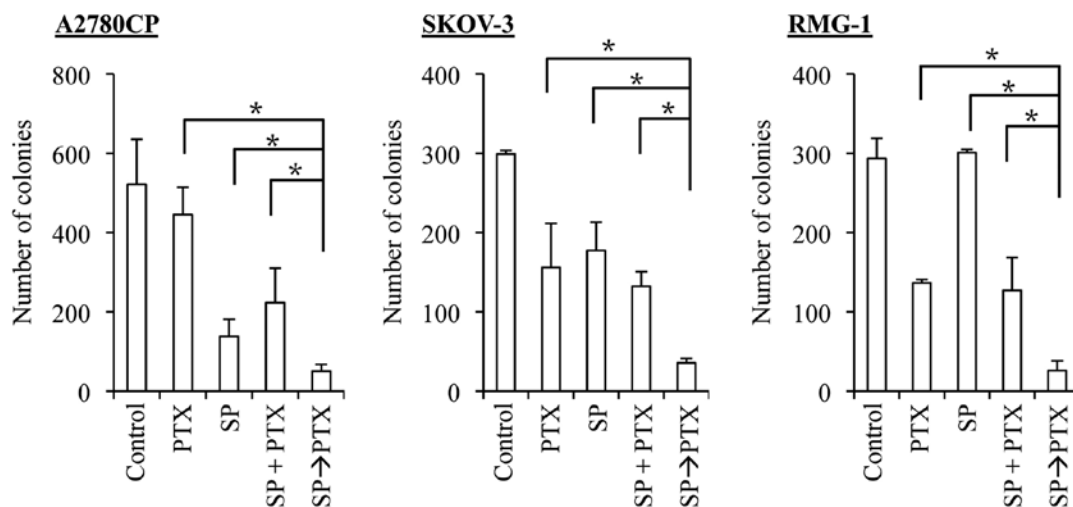 A2780CP
SKOV-3
RMG-1
Number of colonies
800
600
400
200
0
*
*
*
Control
PTX
SP
SP + PTX
SP→PTX
Number of colonies
400
300
200
100
0
*
*
*
Control
PTX
SP
SP + PTX
SP→PTX
Number of colonies
400
300
200
100
0
*
*
*
Control
PTX
SP
SP + PTX
SP→PTX